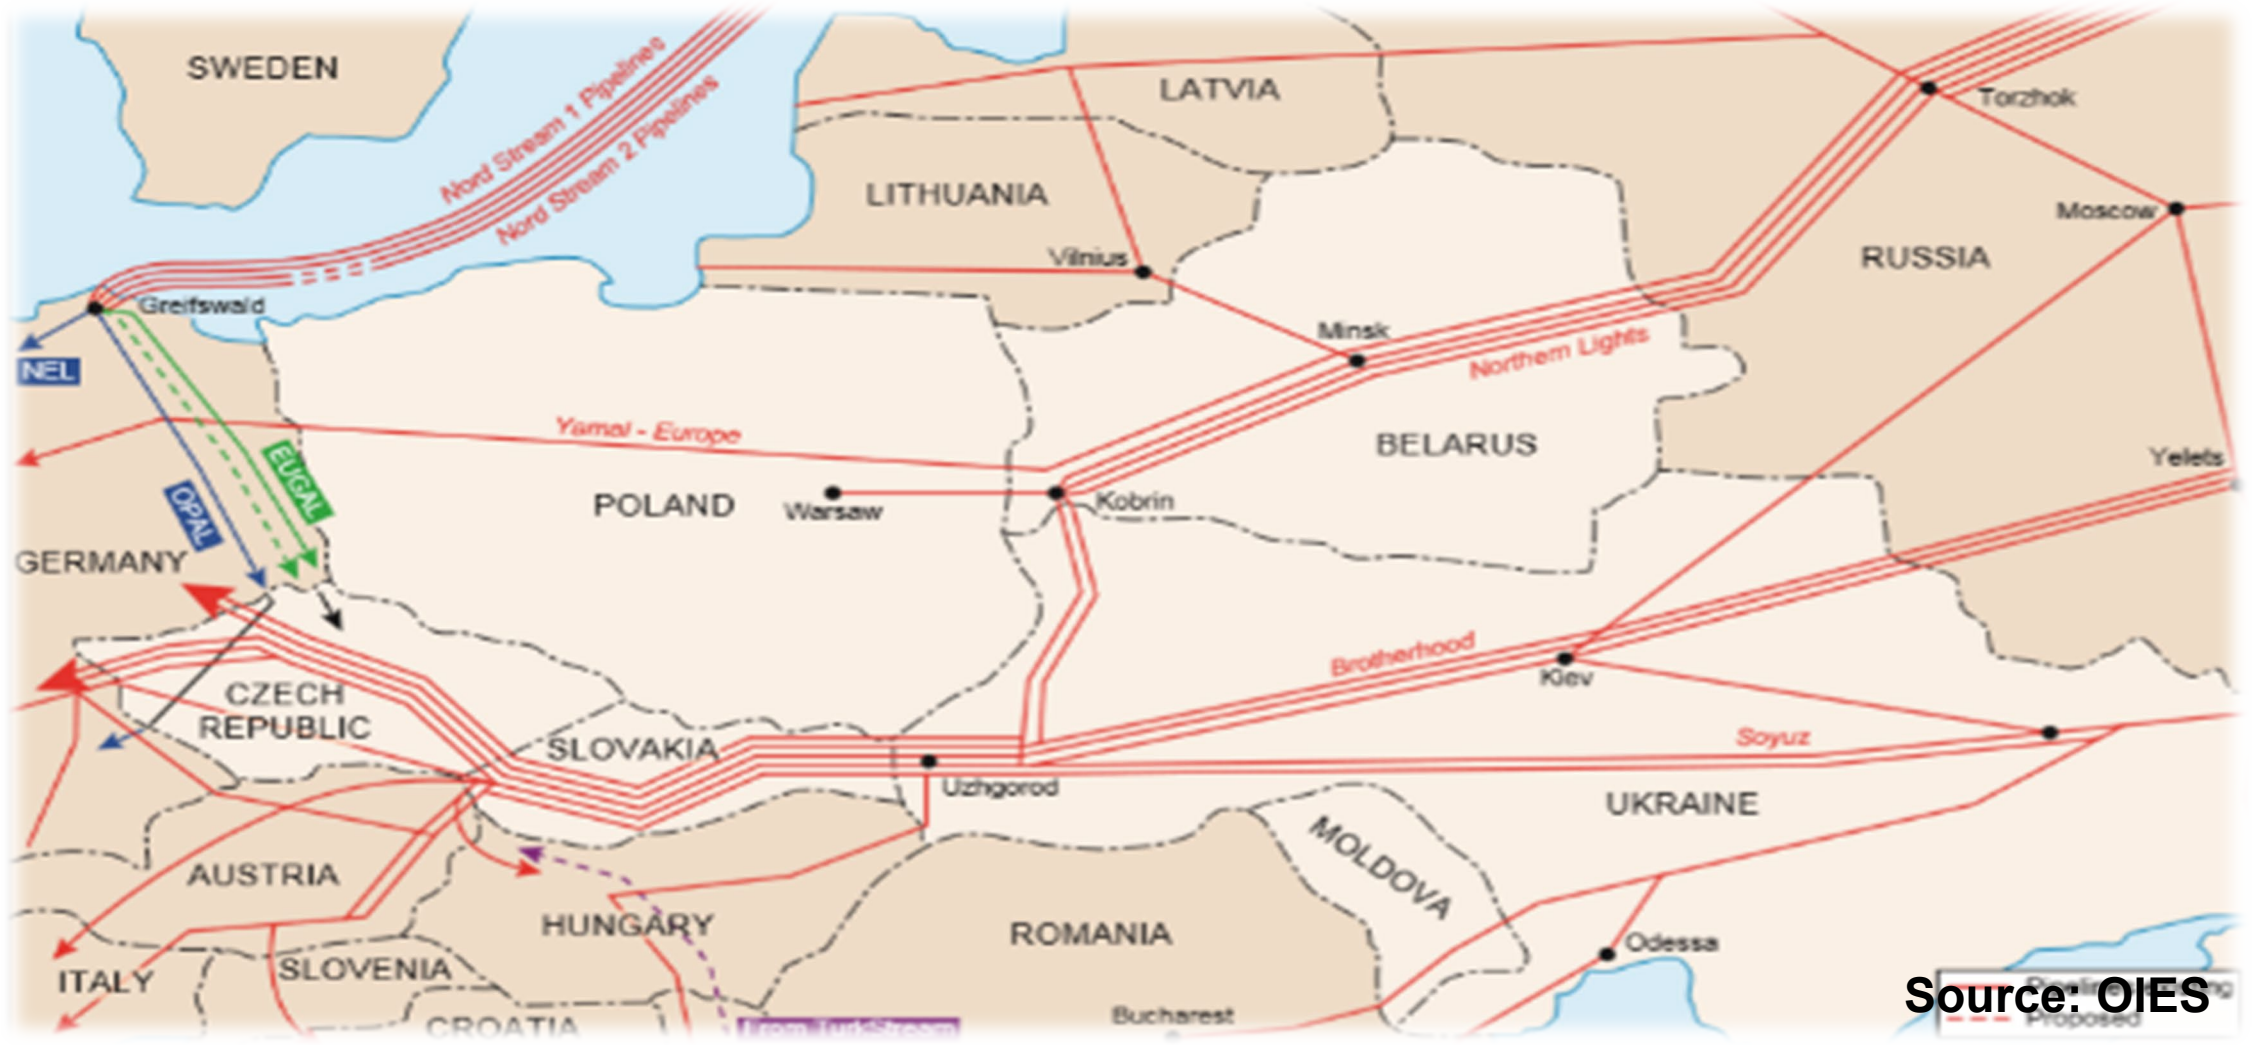 SWEDEN
Nord Stream 1 Pipelines
Nord Stream 2 Pipelines
LATVIA
Torzhok
LITHUANIA
Moscow
Vilnius
RUSSIA
Greifswald
Minsk
Northern Lights
NEL
Yamal - Europe
BELARUS
Yelets
EUGAL
OPAL
POLAND
Warsaw
Kobrin
GERMANY
Brotherhood
Kiev
CZECH
REPUBLIC
SLOVAKIA
Soyuz
Uzhgorod
UKRAINE
MOLDOVA
AUSTRIA
HUNGARY
ROMANIA
Odessa
ITALY
SLOVENIA
Source: OIES
Bucharest
Proposed
CROATIA
From TurkStream